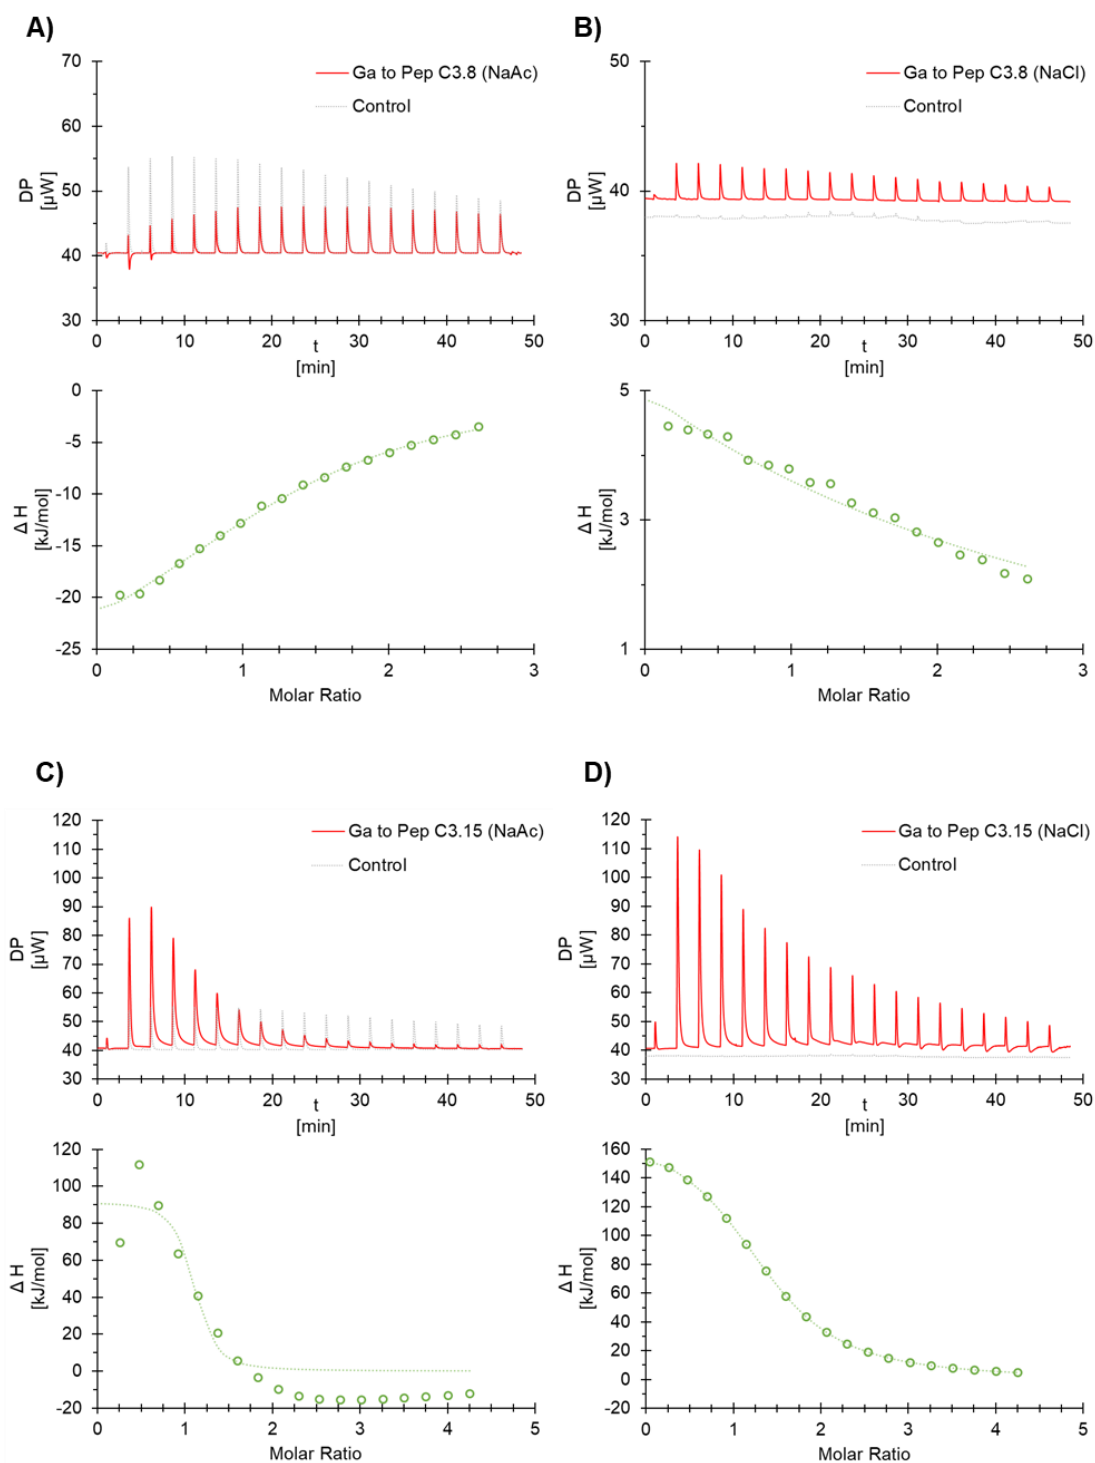 A)
70
60
50
40
30
DP
[µW]
Ga to Pep C3.8 (NaAc)
Control
0
10
20
30
40
50
t
[min]
0
-5
-10
-15
-20
-25
Δ H
[kJ/mol]
0
1
2
3
Molar Ratio
B)
50
40
30
DP
[µW]
Ga to Pep C3.8 (NaCl)
Control
0
10
20
30
40
50
t
[min]
5
3
1
Δ H
[kJ/mol]
0
1
2
3
Molar Ratio
C)
120
110
100
90
80
70
60
50
40
30
DP
[µW]
Ga to Pep C3.15 (NaAc)
Control
0
10
20
30
40
50
t
[min]
120
100
80
60
40
20
0
-20
Δ H
[kJ/mol]
0
1
2
3
4
5
Molar Ratio
D)
120
110
100
90
80
70
60
50
40
30
DP
[µW]
Ga to Pep C3.15 (NaCl)
Control
0
10
20
30
40
50
t
[min]
160
140
120
100
80
60
40
20
0
-20
Δ H
[kJ/mol]
0
1
2
3
4
5
Molar Ratio